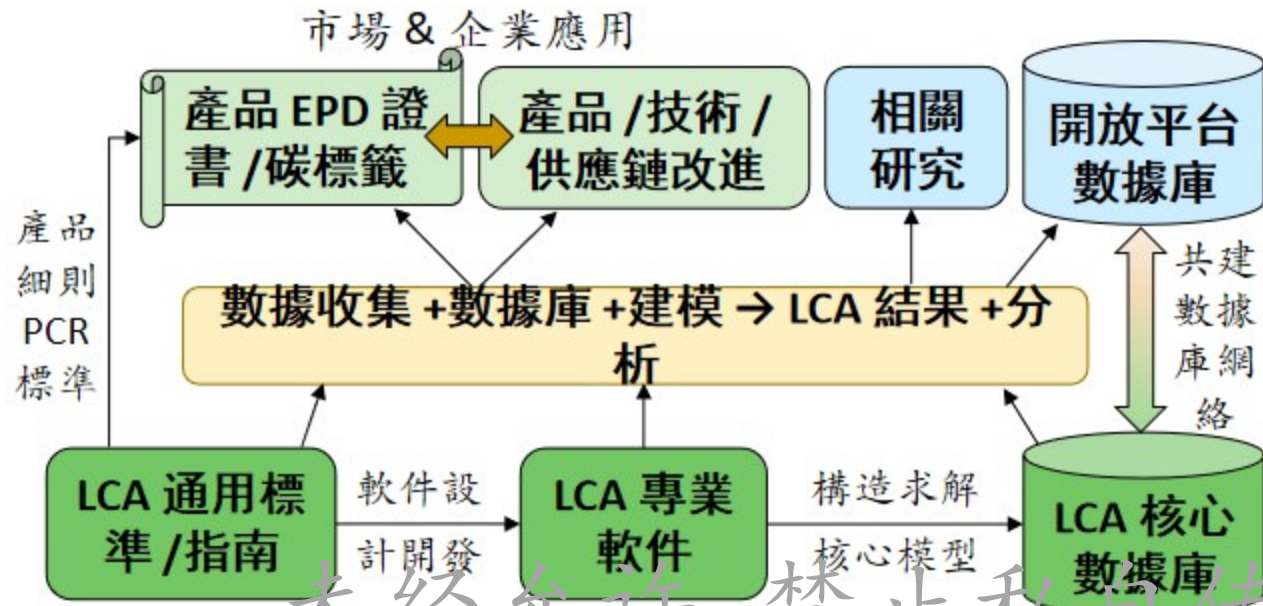 市場 & 企業應用
產品 EPD 證
書 /碳標籤
產品 /技術 /
供應鏈改進
相關
研究
開放平台
數據庫
產品
細則
PCR
標準
共建
數據
庫網
絡
數據收集 +數據庫 +建模 → LCA 結果 +分
析
LCA 通用標
準 /指南
軟件設
計開發
LCA 專業
軟件
構造求解
核心模型
LCA 核心
數據庫